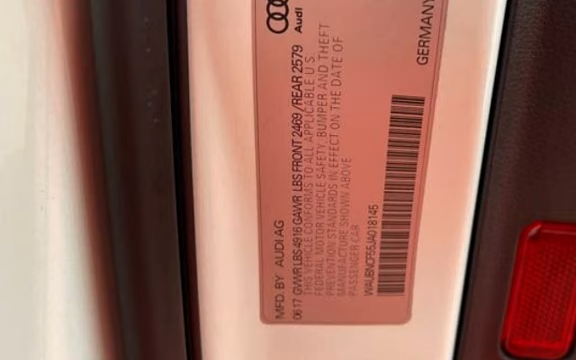 Audi
MFD. BY AUDI AG
06 17 GVWR LBS 4916 GAWR LBS FRONT 2469 / REAR 2579
THIS VEHICLE CONFORMS TO ALL APPLICABLE U.S.
FEDERAL MOTOR VEHICLE SAFETY, BUMPER AND THEFT
PREVENTION STANDARDS IN EFFECT ON THE DATE OF
MANUFACTURE SHOWN ABOVE
PASSENGER CAR
WAUBNCF55JA018145
GERMANY